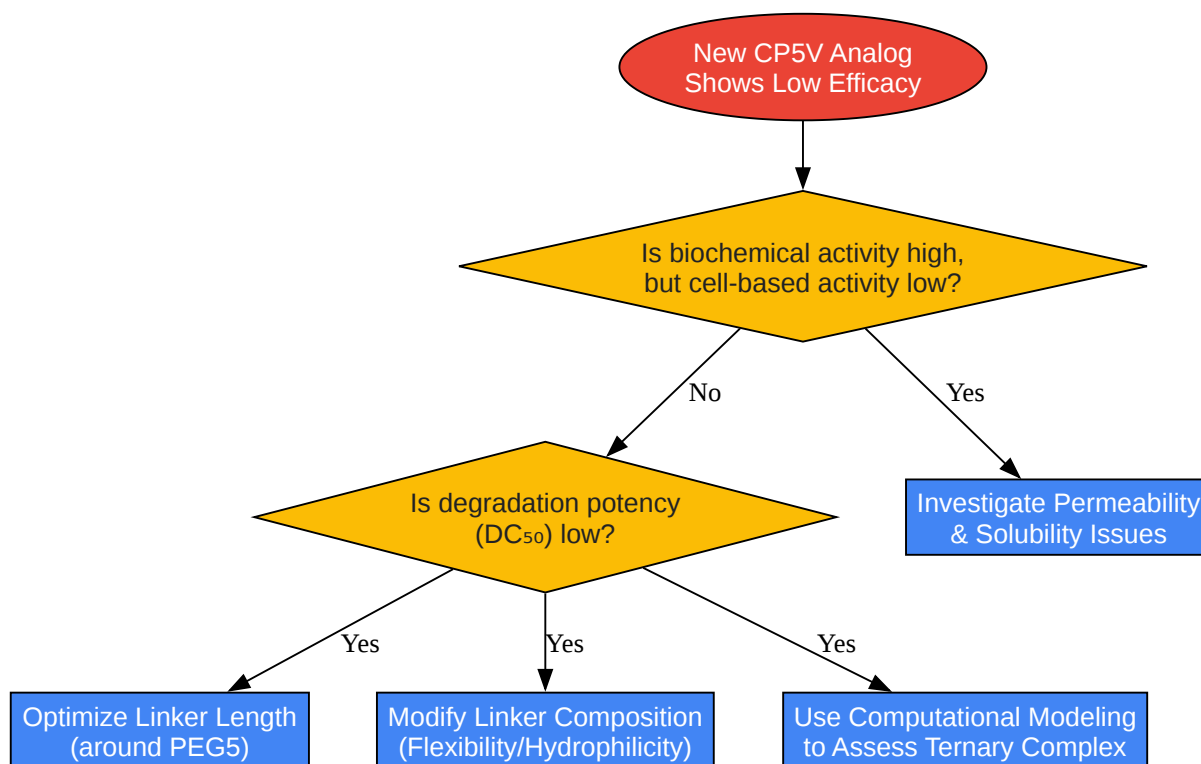 New CP5V Analog
Shows Low Efficacy
Is biochemical activity high,
but cell-based activity low?
No
Yes
Is degradation potency
(DC₅₀) low?
Investigate Permeability
& Solubility Issues
Yes
Yes
Yes
Optimize Linker Length
(around PEG5)
Modify Linker Composition
(Flexibility/Hydrophilicity)
Use Computational Modeling
to Assess Ternary Complex